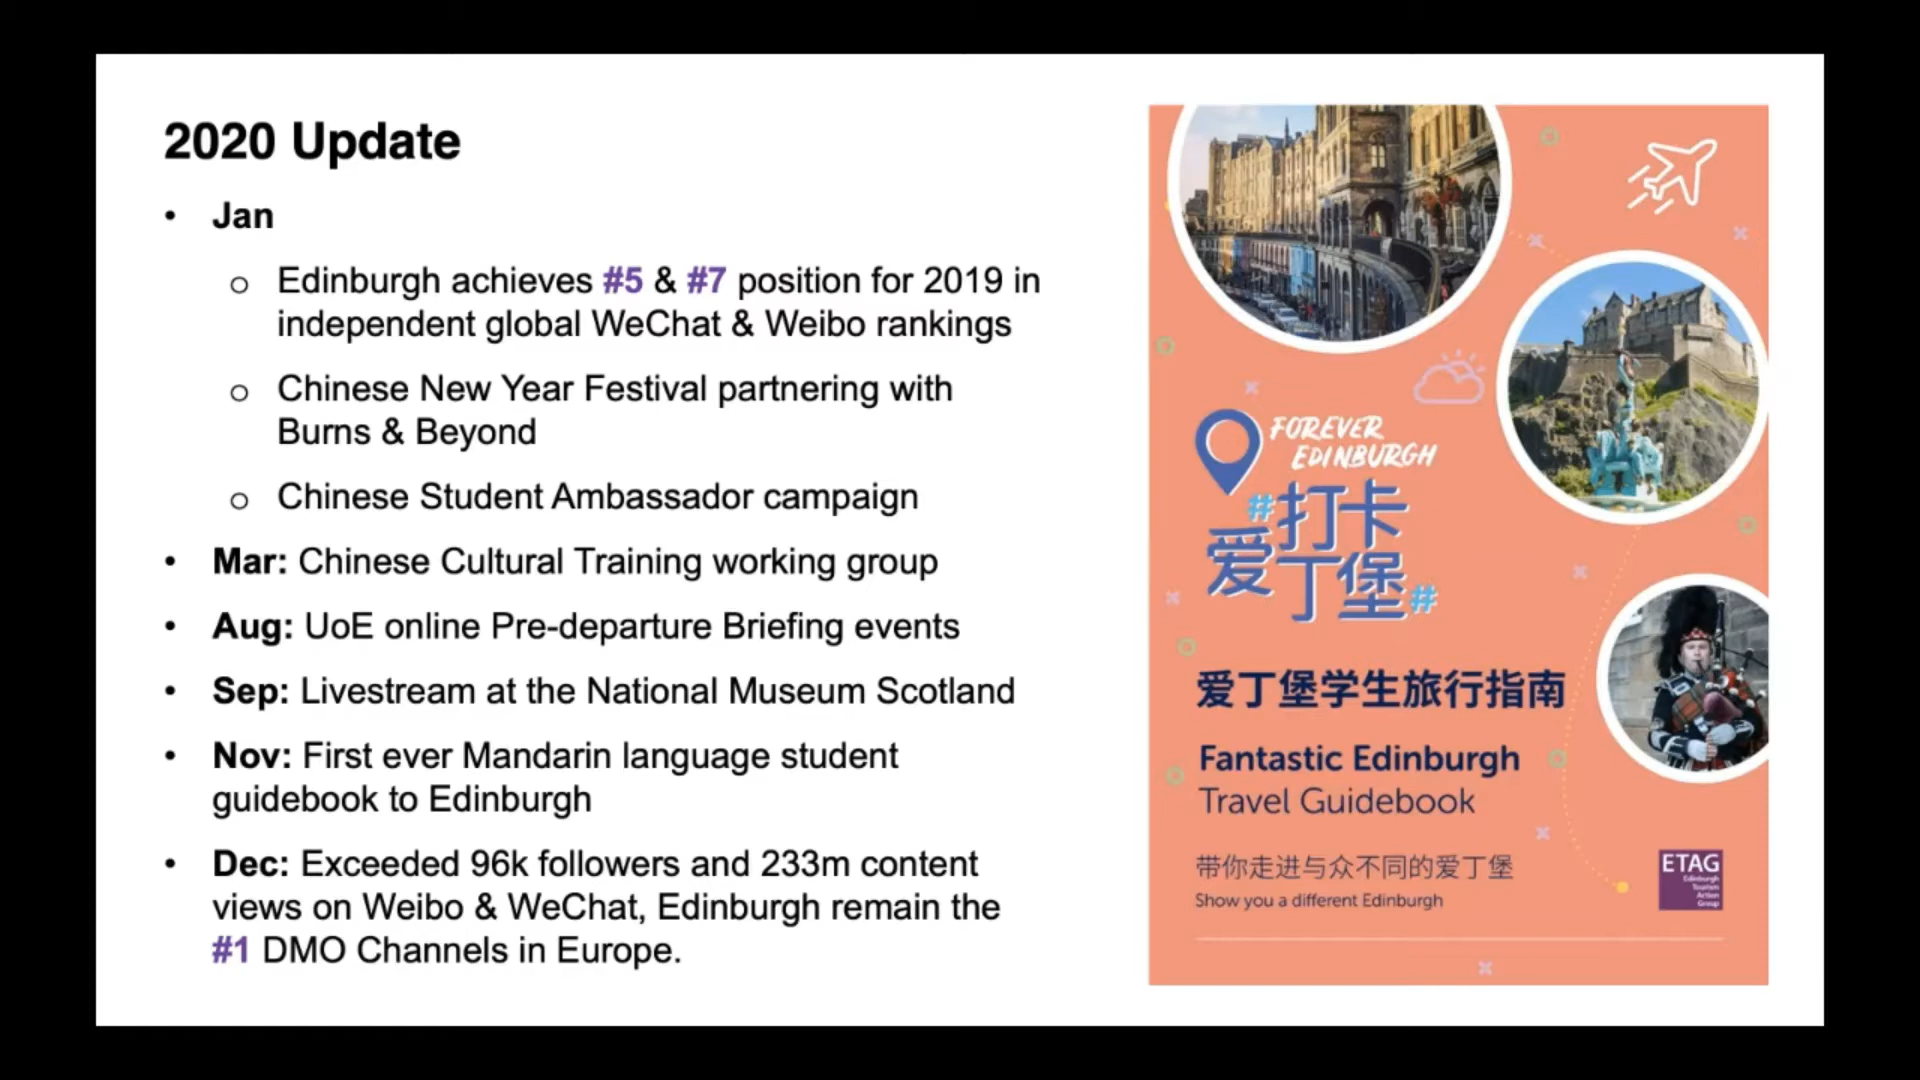 2020 Update
• Jan
o Edinburgh achieves #5 & #7 position for 2019 in
independent global WeChat & Weibo rankings
o Chinese New Year Festival partnering with
Burns & Beyond
o Chinese Student Ambassador campaign
• Mar: Chinese Cultural Training working group
• Aug: UoE online Pre-departure Briefing events
• Sep: Livestream at the National Museum Scotland
• Nov: First ever Mandarin language student
guidebook to Edinburgh
• Dec: Exceeded 96k followers and 233m content
views on Weibo & WeChat, Edinburgh remain the
#1 DMO Channels in Europe.
FOREVER
EDINBURGH
#打卡
爱丁堡#
爱丁堡学生旅行指南
Fantastic Edinburgh
Travel Guidebook
带你走进与众不同的爱丁堡
Show you a different Edinburgh
ETAG
Edinburgh
Tourism
Action
Group